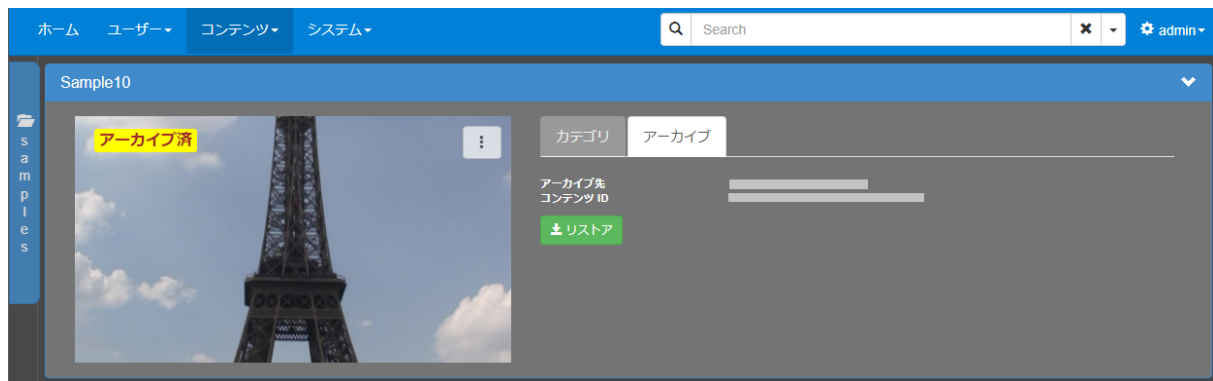 ホーム ユーザー コンテンツ システム Search admin
Sample10
samples
アーカイブ済
カテゴリ アーカイブ
アーカイブ先
コンテンツ ID
リストア